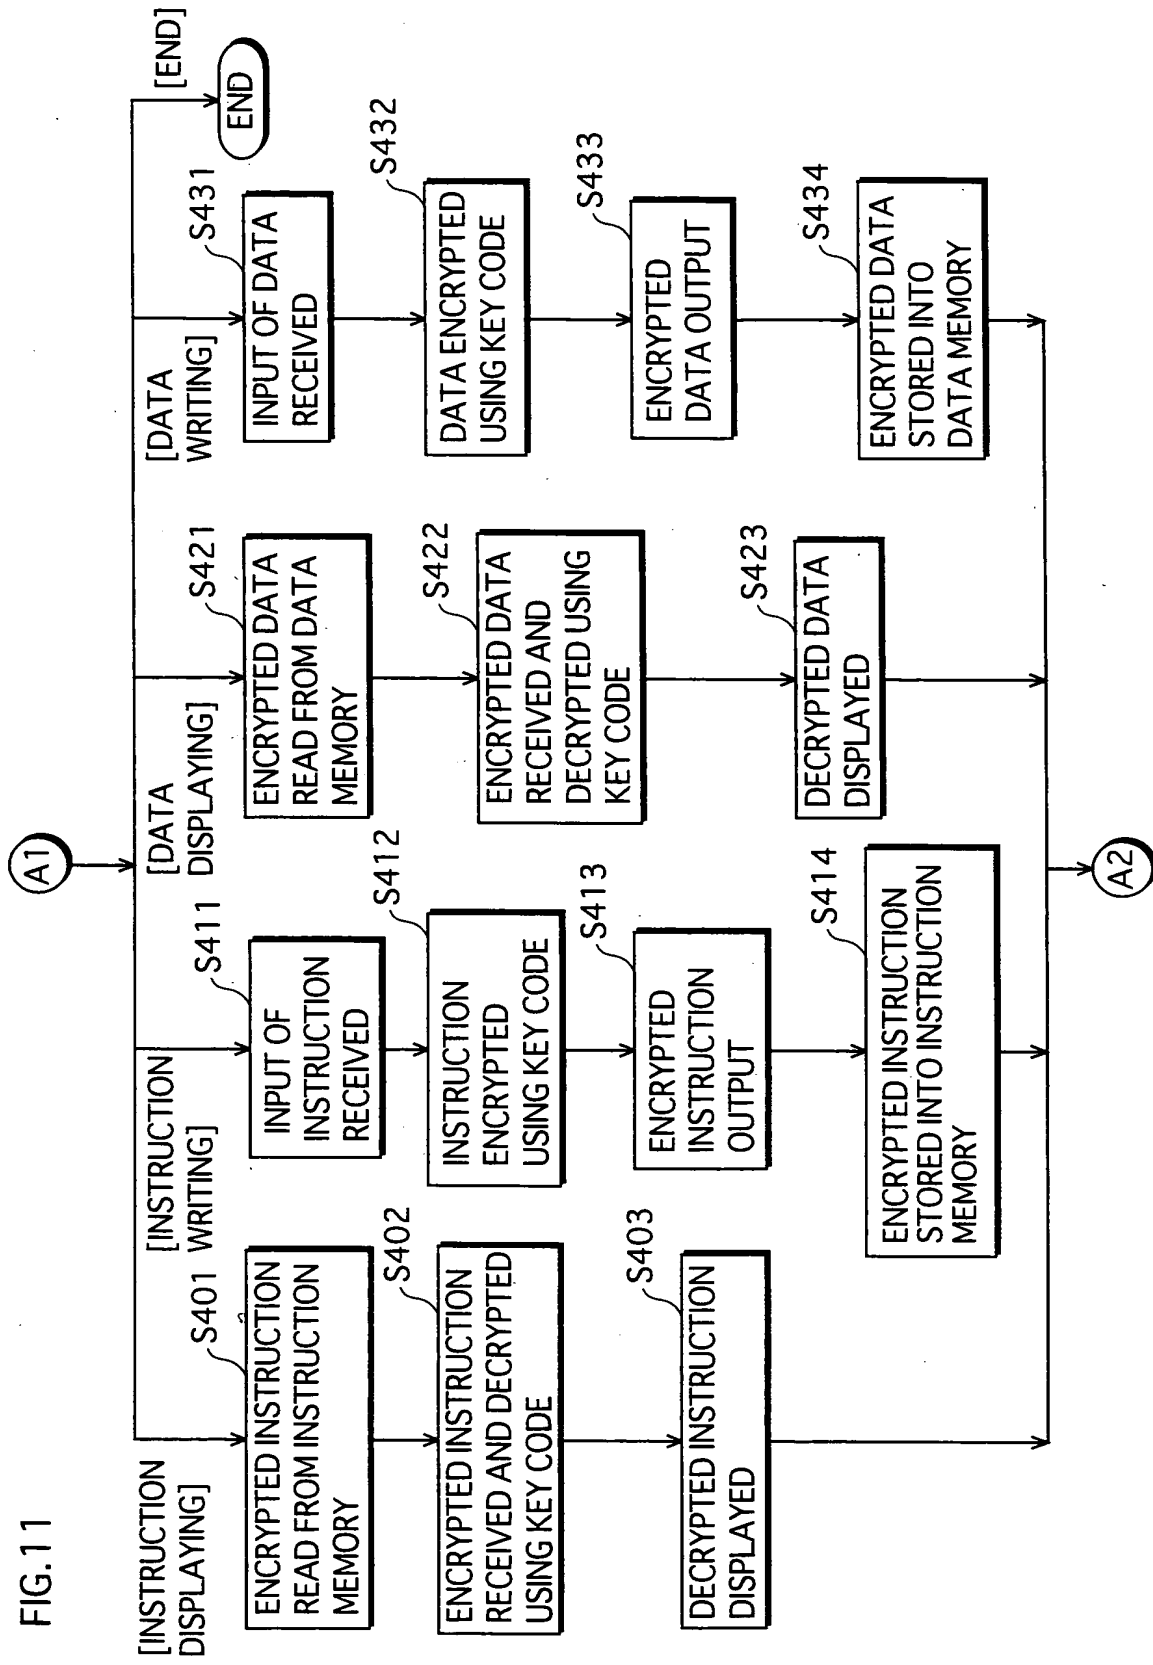 FIG.11
A1
[INSTRUCTION
DISPLAYING]
S401
ENCRYPTED INSTRUCTION
READ FROM INSTRUCTION
MEMORY
S402
ENCRYPTED INSTRUCTION
RECEIVED AND DECRYPTED
USING KEY CODE
S403
DECRYPTED INSTRUCTION
DISPLAYED
[INSTRUCTION
WRITING]
S411
INPUT OF
INSTRUCTION
RECEIVED
S412
INSTRUCTION
ENCRYPTED
USING KEY CODE
S413
ENCRYPTED
INSTRUCTION
OUTPUT
S414
ENCRYPTED INSTRUCTION
STORED INTO INSTRUCTION
MEMORY
[DATA
DISPLAYING]
S421
ENCRYPTED DATA
READ FROM DATA
MEMORY
S422
ENCRYPTED DATA
RECEIVED AND
DECRYPTED USING
KEY CODE
S423
DECRYPTED DATA
DISPLAYED
[DATA
WRITING]
S431
INPUT OF DATA
RECEIVED
S432
DATA ENCRYPTED
USING KEY CODE
S433
ENCRYPTED
DATA OUTPUT
S434
ENCRYPTED DATA
STORED INTO
DATA MEMORY
[END]
END
A2